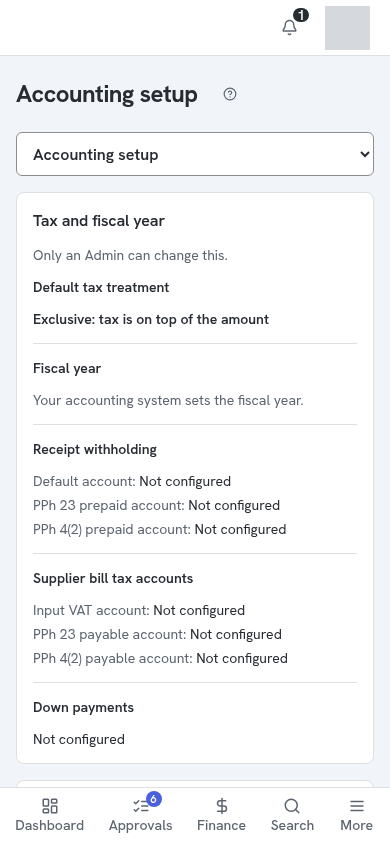 1
Accounting setup
Accounting setup
Tax and fiscal year
Only an Admin can change this.
Default tax treatment
Exclusive: tax is on top of the amount
Fiscal year
Your accounting system sets the fiscal year.
Receipt withholding
Default account: Not configured
PPh 23 prepaid account: Not configured
PPh 4(2) prepaid account: Not configured
Supplier bill tax accounts
Input VAT account: Not configured
PPh 23 payable account: Not configured
PPh 4(2) payable account: Not configured
Down payments
Not configured
6
Dashboard Approvals Finance Search More